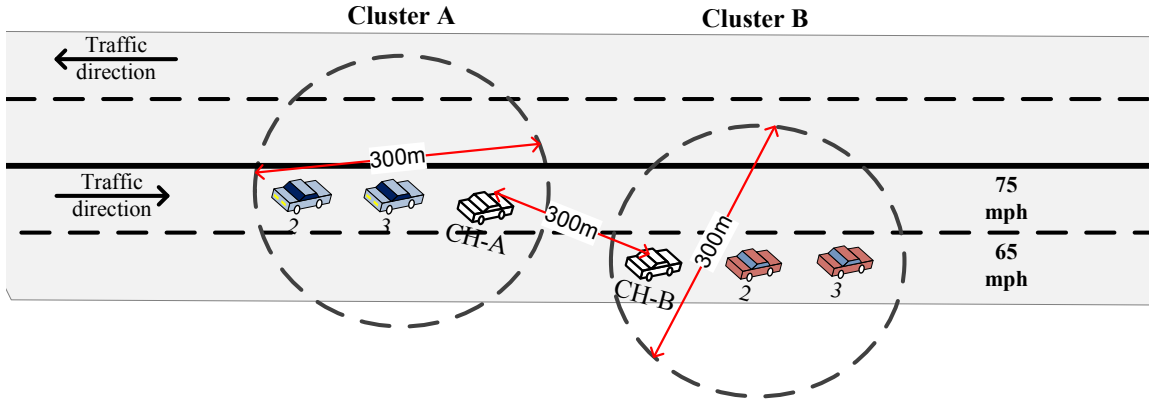 Cluster A
Cluster B
Traffic
direction
300m
Traffic
direction
75
mph
2
3
CH-A
300m
300m
65
mph
CH-B
2
3